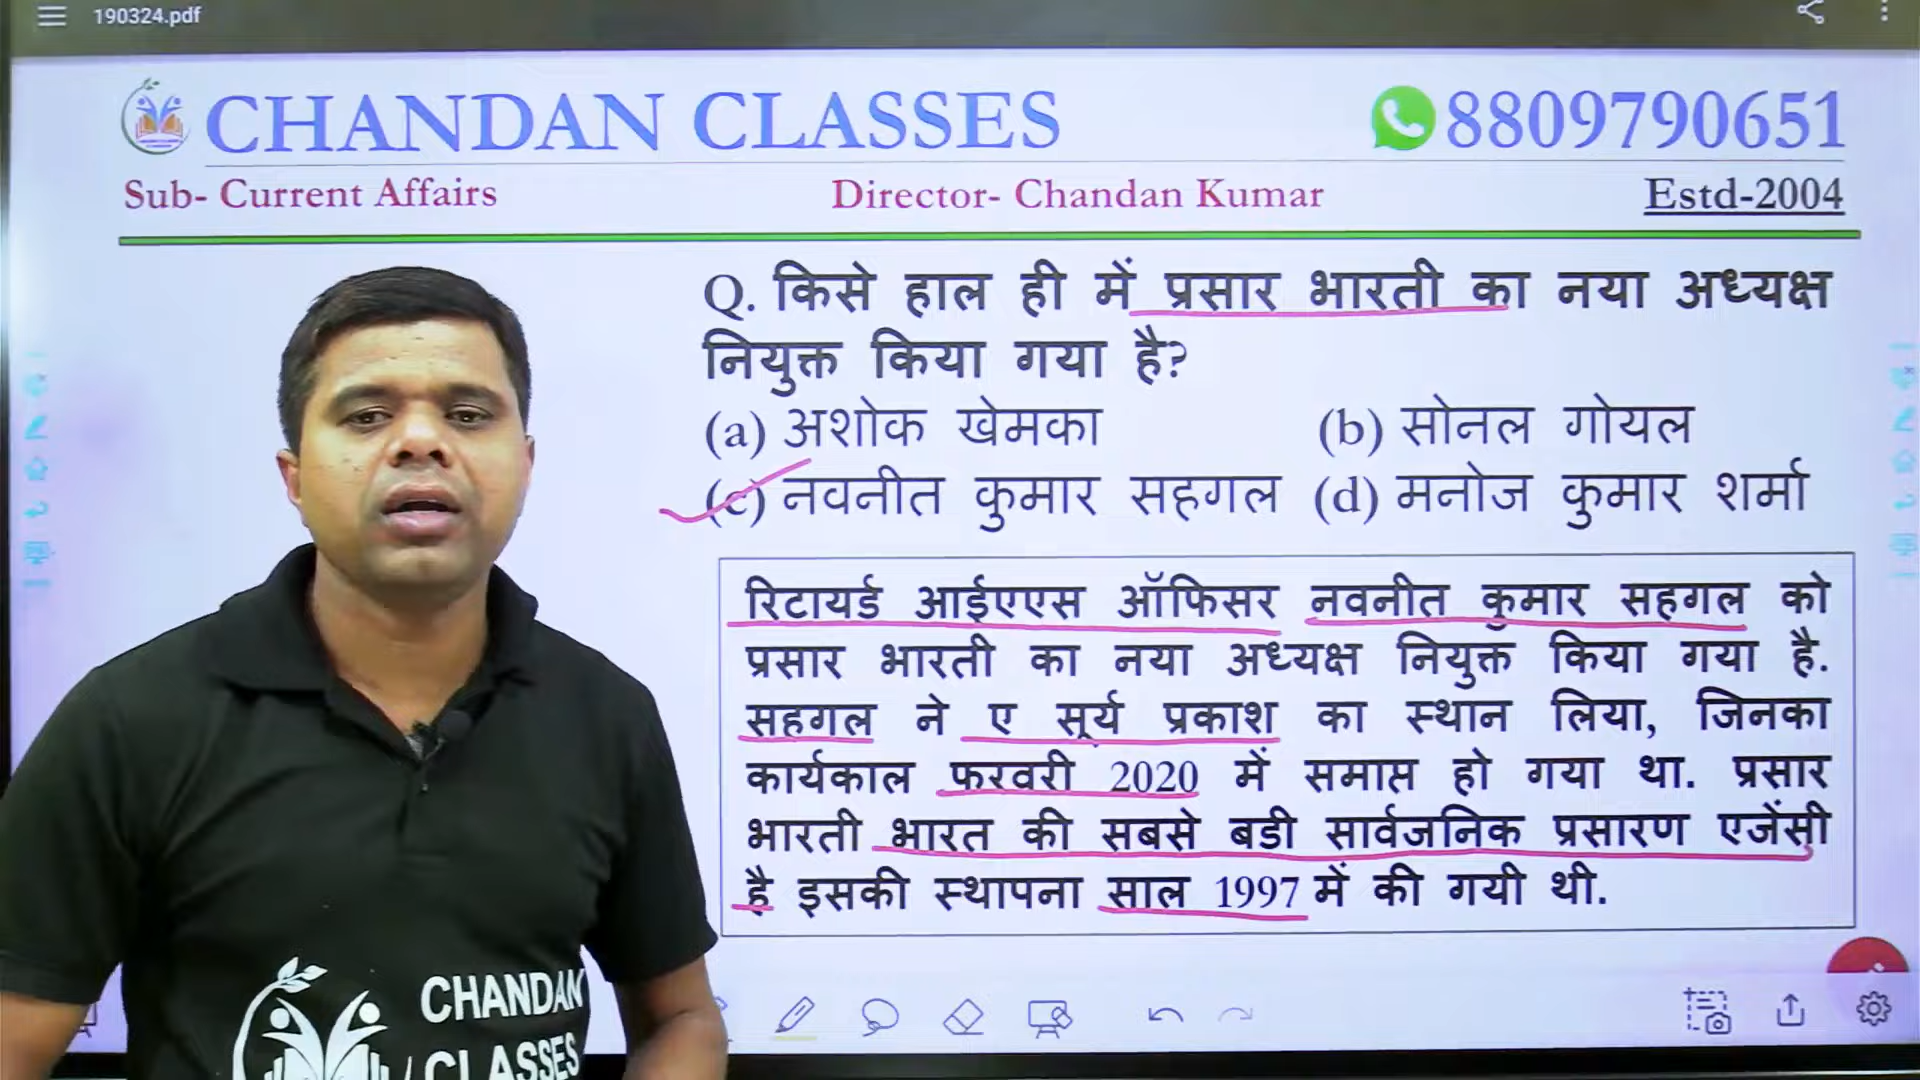 190324.pdf
CHANDAN CLASSES 8809790651
Sub- Current Affairs Director- Chandan Kumar Estd-2004
Q. किसे हाल ही में प्रसार भारती का नया अध्यक्ष
नियुक्त किया गया है?
(a) अशोक खेमका (b) सोनल गोयल
(c) नवनीत कुमार सहगल (d) मनोज कुमार शर्मा
रिटायर्ड आईएएस ऑफिसर नवनीत कुमार सहगल को
प्रसार भारती का नया अध्यक्ष नियुक्त किया गया है.
सहगल ने ए सूर्य प्रकाश का स्थान लिया, जिनका
कार्यकाल फरवरी 2020 में समाप्त हो गया था. प्रसार
भारती भारत की सबसे बडी सार्वजनिक प्रसारण एजेंसी
है इसकी स्थापना साल 1997 में की गयी थी.
CHANDAN
CLASSES